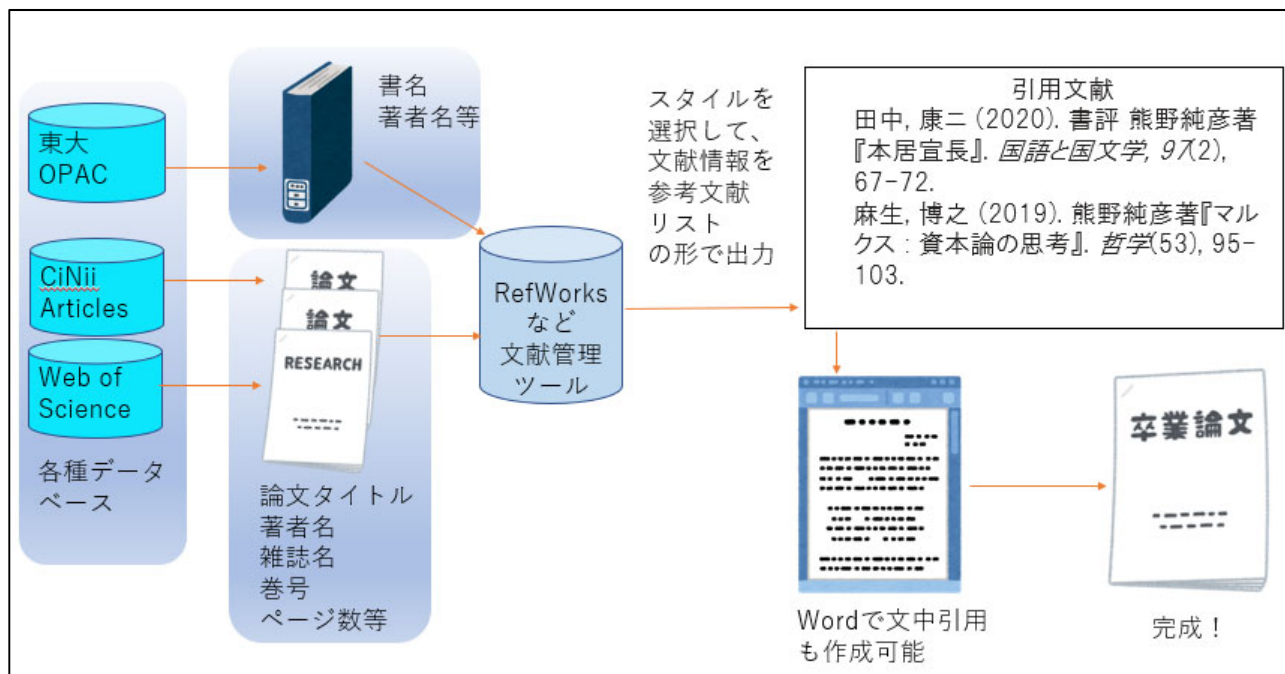 東大
OPAC
CiNii
Articles
Web of
Science
各種データ
ベース
書名
著者名等
論文
論文
RESEARCH
論文タイトル
著者名
雑誌名
巻号
ページ数等
RefWorks
など
文献管理
ツール
スタイルを
選択して、
文献情報を
参考文献
リスト
の形で出力
引用文献
田中, 康二 (2020). 書評 熊野純彦著
『本居宣長』. 国語と国文学, 97(2),
67-72.
麻生, 博之 (2019). 熊野純彦著『マル
クス : 資本論の思考』. 哲学(53), 95-
103.
Wordで文中引用
も作成可能
卒業論文
完成！